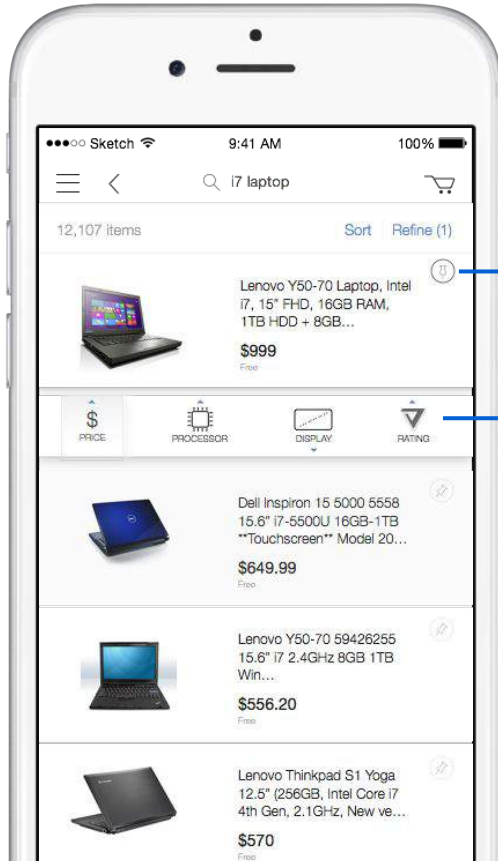 Sketch 9:41 AM 100%
i7 laptop
12,107 items Sort Refine (1)
Lenovo Y50-70 Laptop, Intel
i7, 15" FHD, 16GB RAM,
1TB HDD + 8GB...
$999
Free
$
PRICE PROCESSOR DISPLAY RATING
Dell Inspiron 15 5000 5558
15.6" i7-5500U 16GB-1TB
**Touchscreen** Model 20...
$649.99
Free
Lenovo Y50-70 59426255
15.6" i7 2.4GHz 8GB 1TB
Win...
$556.20
Free
Lenovo Thinkpad S1 Yoga
12.5" (256GB, Intel Core i7
4th Gen, 2.1GHz, New ve...
$570
Free